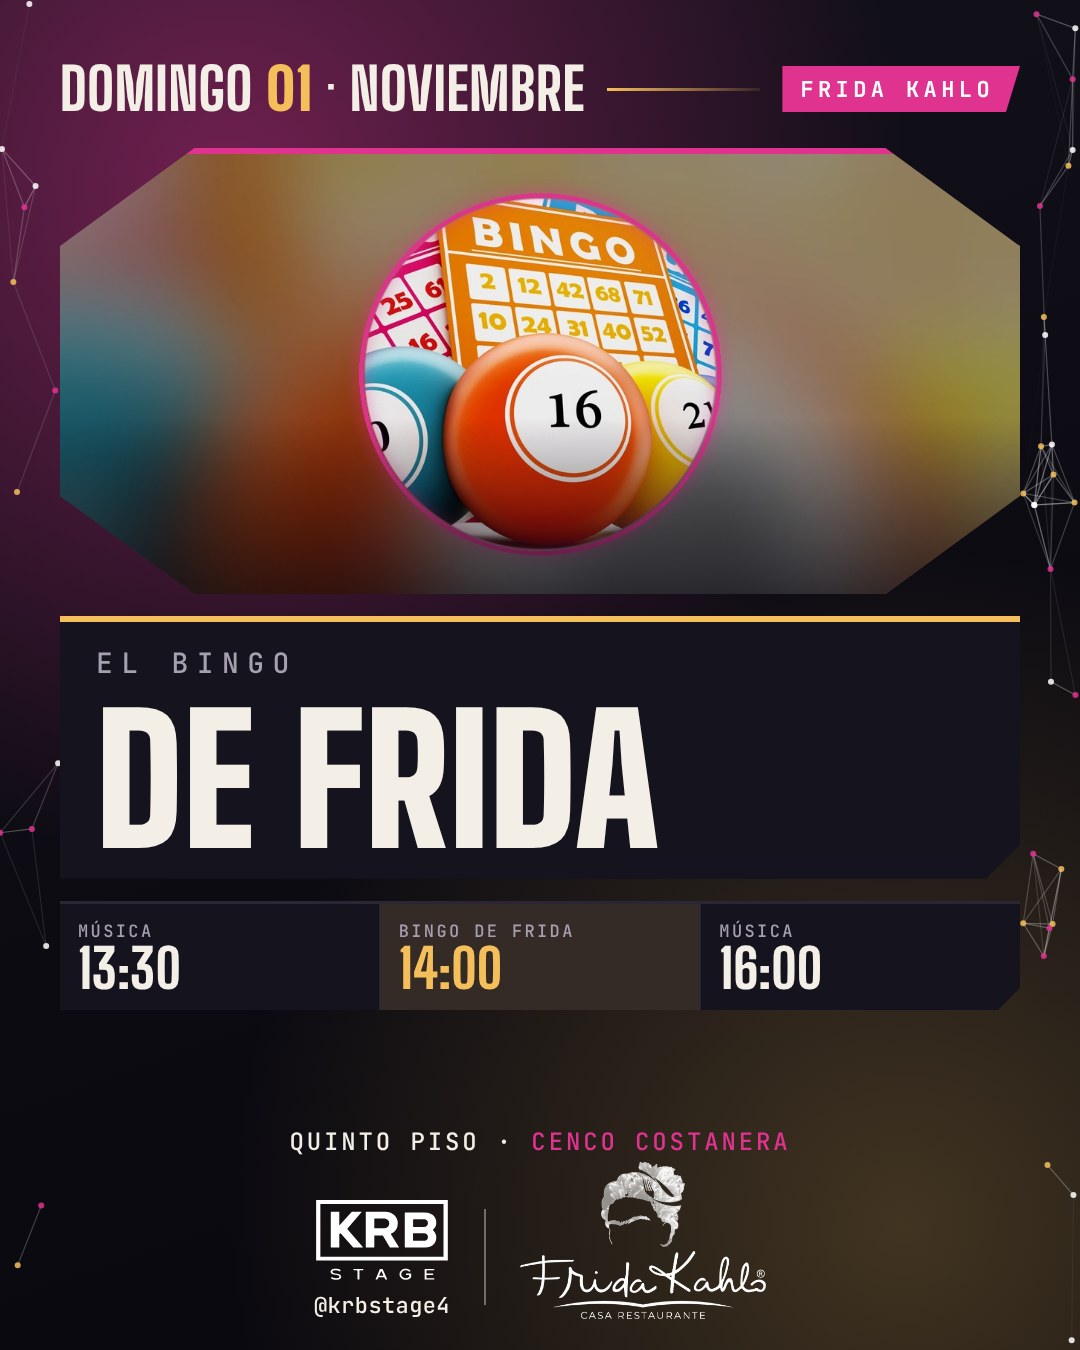 DOMINGO 01 · NOVIEMBRE
FRIDA KAHLO
BINGO
2 12 42 68 71
10 24 31 40 52
25
16
16
EL BINGO
DE FRIDA
MÚSICA
13:30
BINGO DE FRIDA
14:00
MÚSICA
16:00
QUINTO PISO · CENCO COSTANERA
KRB
STAGE
@krbstage4
Frida Kahlo®
CASA RESTAURANTE